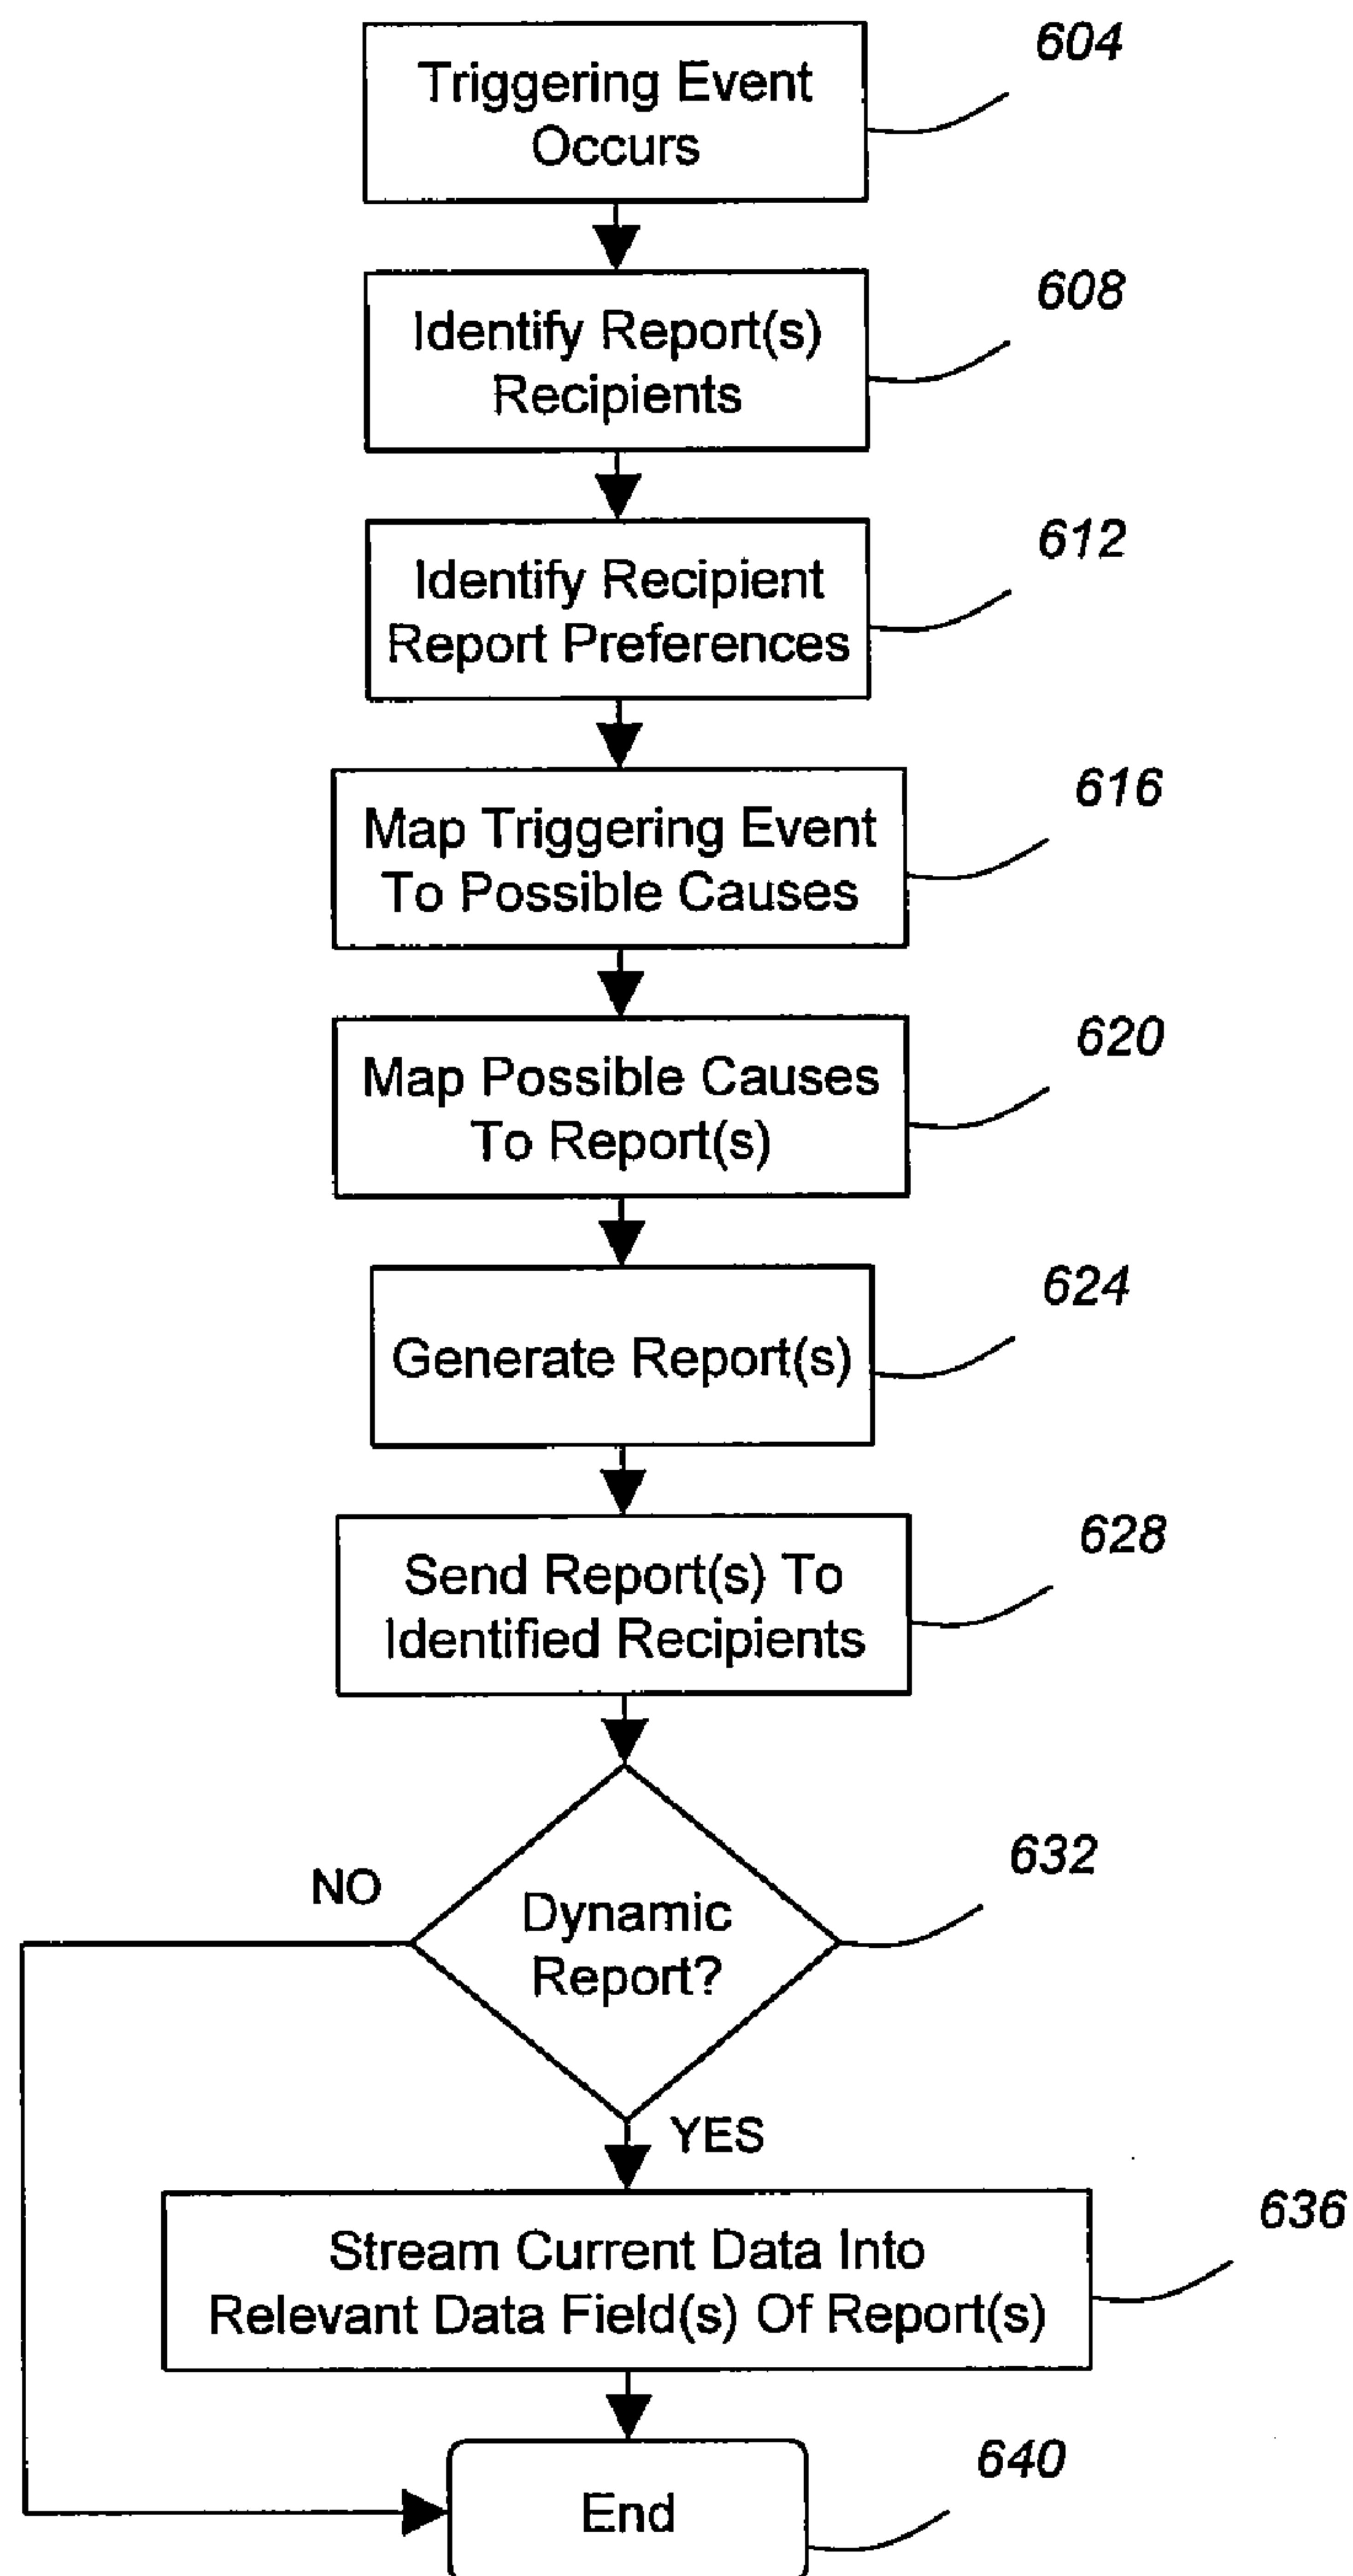 604
Triggering Event
Occurs
608
Identify Report(s)
Recipients
612
Identify Recipient
Report Preferences
616
Map Triggering Event
To Possible Causes
620
Map Possible Causes
To Report(s)
624
Generate Report(s)
628
Send Report(s) To
Identified Recipients
632
NO
Dynamic
Report?
YES
636
Stream Current Data Into
Relevant Data Field(s) Of Report(s)
640
End